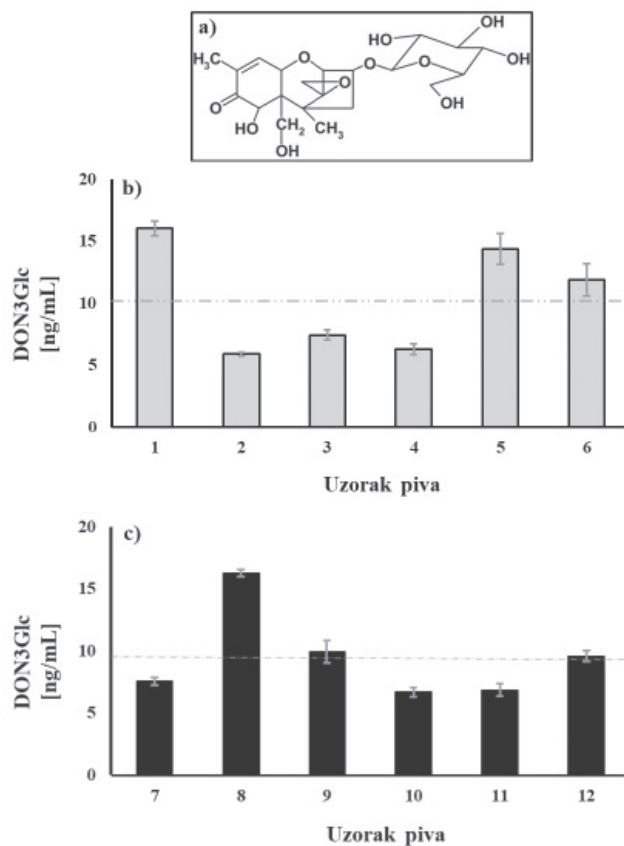 a)
OH
HO
OH
H₃C
O
O
O
OH
O
O
HO
CH₂
CH₃
OH
OH
b)
20
15
10
5
0
DON3Glc
[ng/mL]
1 2 3 4 5 6
Uzorak piva
c)
20
15
10
5
0
DON3Glc
[ng/mL]
7 8 9 10 11 12
Uzorak piva